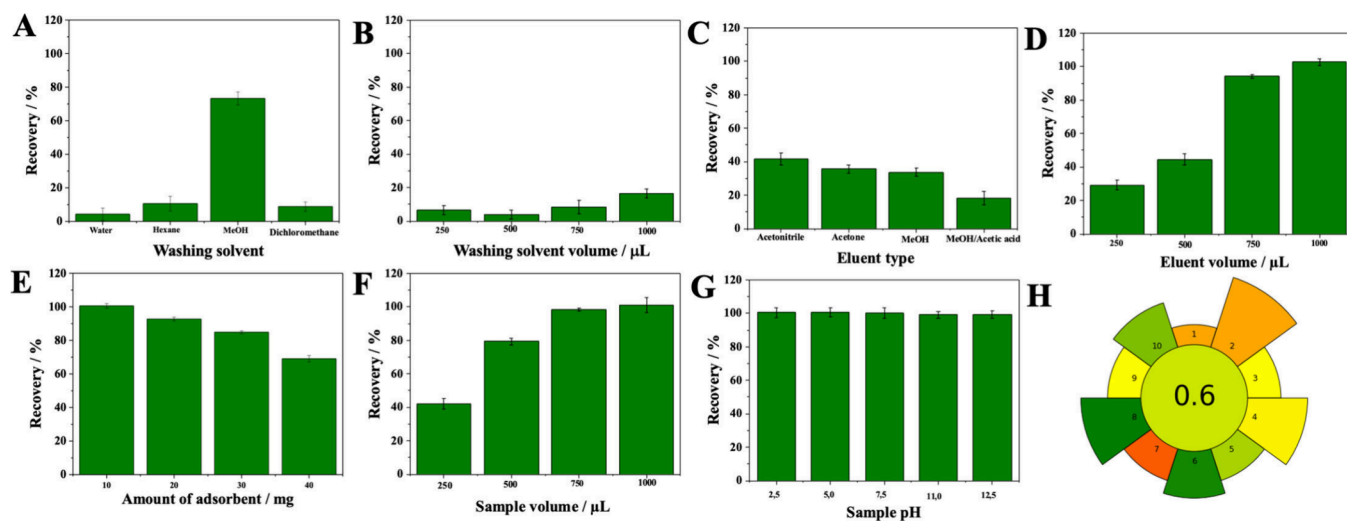 A
Recovery / %
120
100
80
60
40
20
0
Water Hexane MeOH Dichloromethane
Washing solvent
B
Recovery / %
120
100
80
60
40
20
0
250 500 750 1000
Washing solvent volume / μL
C
Recovery / %
120
100
80
60
40
20
0
Acetonitrile Acetone MeOH MeOH/Acetic acid
Eluent type
D
Recovery / %
120
100
80
60
40
20
0
250 500 750 1000
Eluent volume / μL
E
Recovery / %
120
100
80
60
40
20
0
10 20 30 40
Amount of adsorbent / mg
F
Recovery / %
120
100
80
60
40
20
0
250 500 750 1000
Sample volume / μL
G
Recovery / %
120
100
80
60
40
20
0
2,5 5,0 7,5 11,0 12,5
Sample pH
H
1
2
3
4
5
6
7
8
9
10
0.6